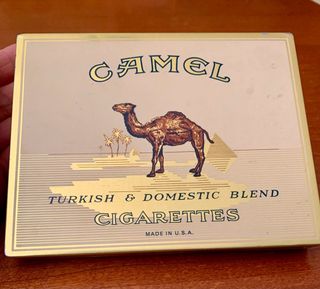 CAMEL
TURKISH & DOMESTIC BLEND
CIGARETTES
MADE IN U.S.A.